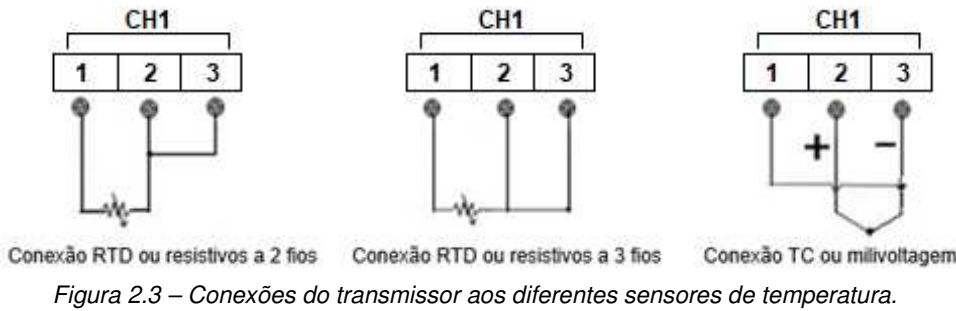 CH1
1 2 3
Conexão RTD ou resistivos a 2 fios
CH1
1 2 3
Conexão RTD ou resistivos a 3 fios
CH1
1 2 3
+ −
Conexão TC ou milivoltagem
Figura 2.3 – Conexões do transmissor aos diferentes sensores de temperatura.